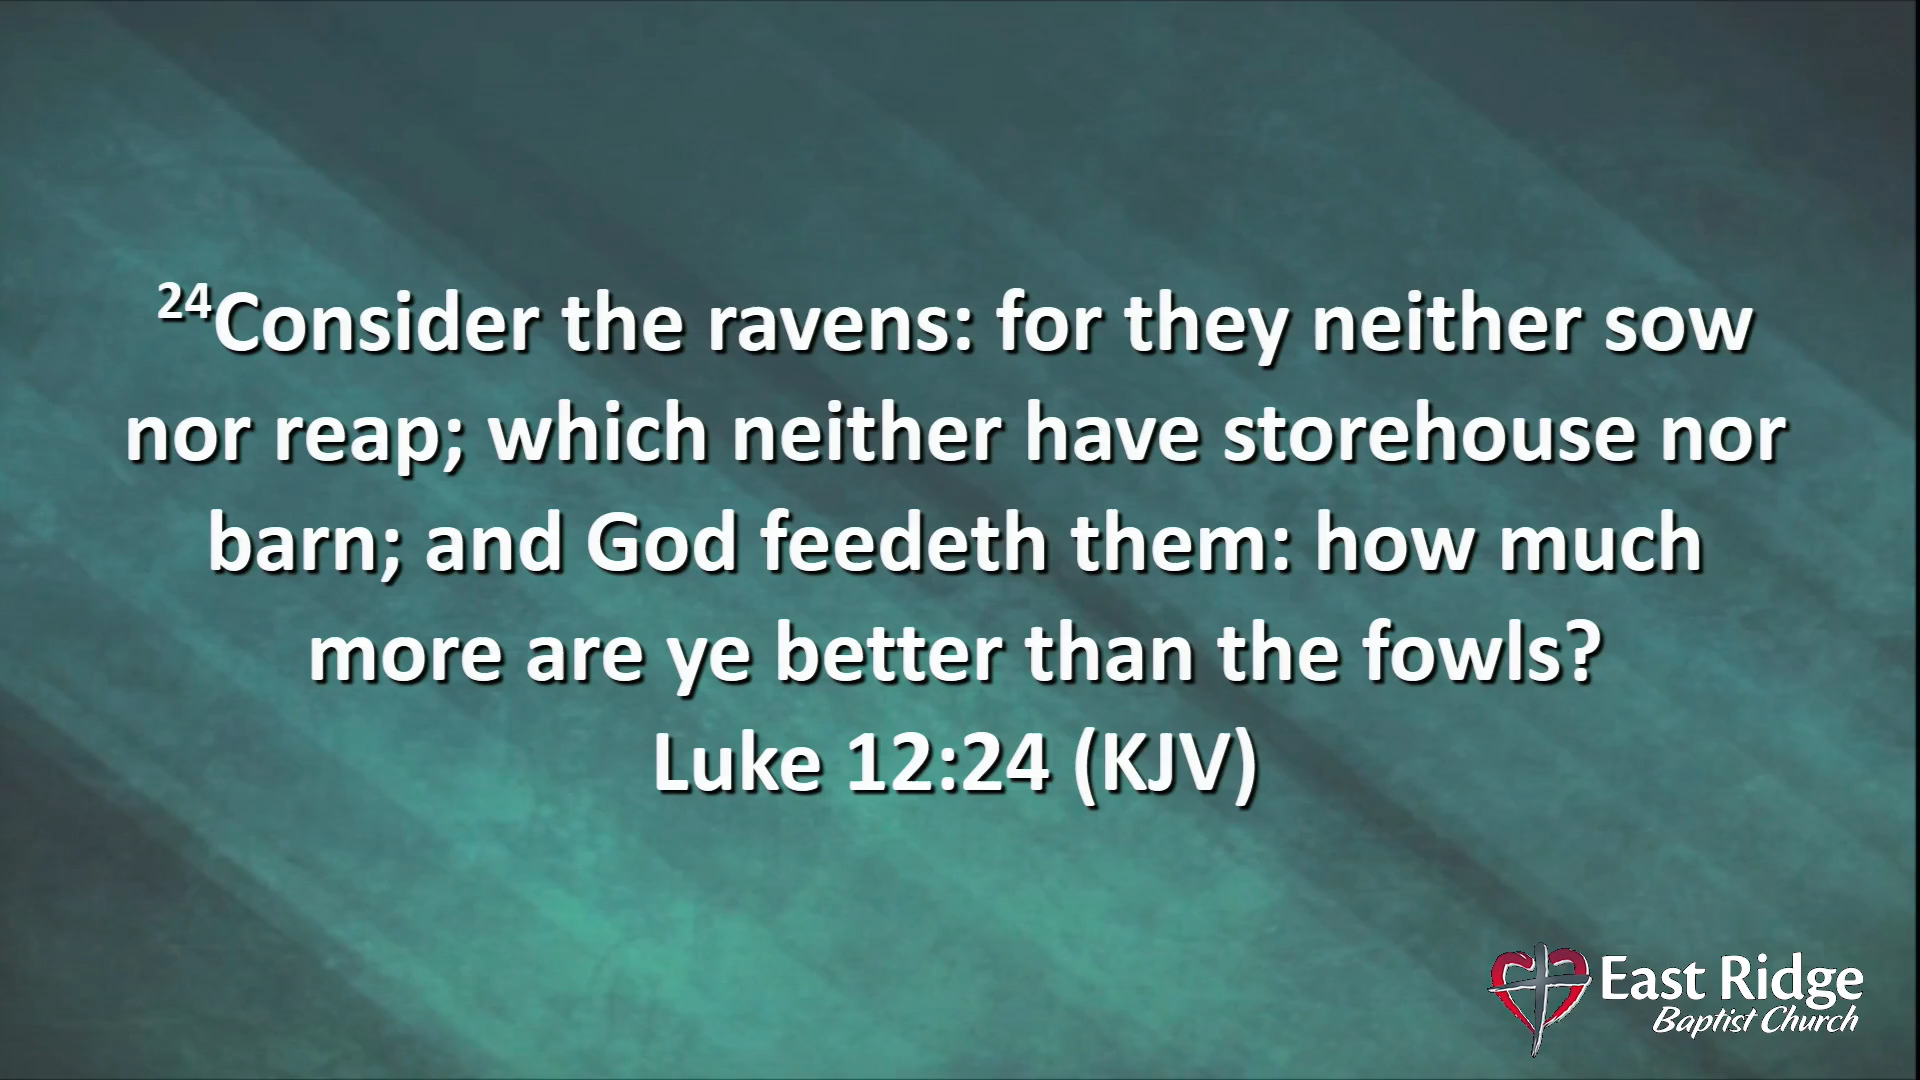 24Consider the ravens: for they neither sow
nor reap; which neither have storehouse nor
barn; and God feedeth them: how much
more are ye better than the fowls?
Luke 12:24 (KJV)
East Ridge
Baptist Church